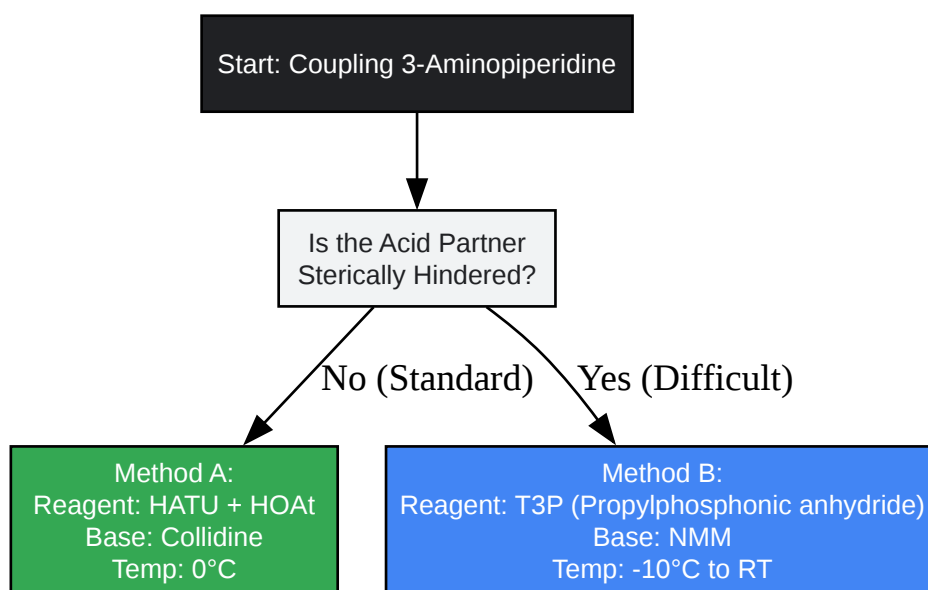 Start: Coupling 3-Aminopiperidine
Is the Acid Partner
Sterically Hindered?
No (Standard)
Yes (Difficult)
Method A:
Reagent: HATU + HOAt
Base: Collidine
Temp: 0°C
Method B:
Reagent: T3P (Propylphosphonic anhydride)
Base: NMM
Temp: -10°C to RT